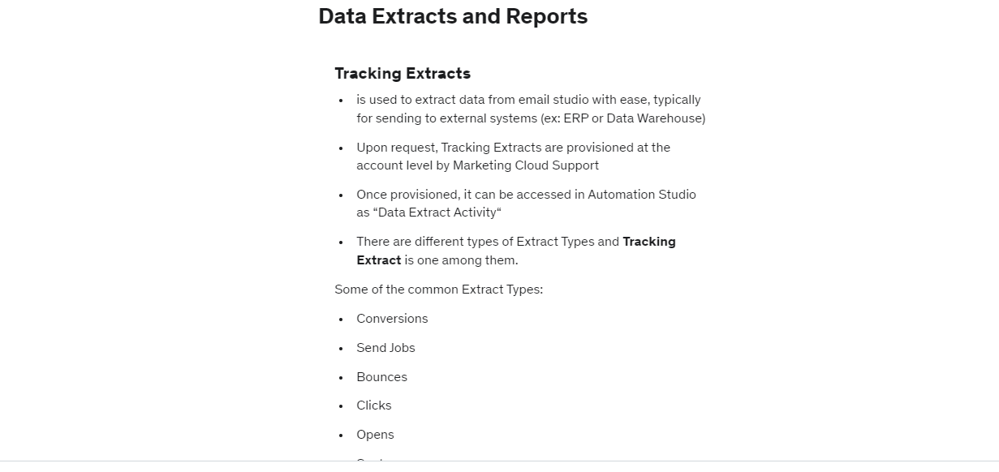 Data Extracts and Reports
Tracking Extracts
• is used to extract data from email studio with ease, typically
for sending to external systems (ex: ERP or Data Warehouse)
• Upon request, Tracking Extracts are provisioned at the
account level by Marketing Cloud Support
• Once provisioned, it can be accessed in Automation Studio
as “Data Extract Activity“
• There are different types of Extract Types and Tracking
Extract is one among them.
Some of the common Extract Types:
• Conversions
• Send Jobs
• Bounces
• Clicks
• Opens